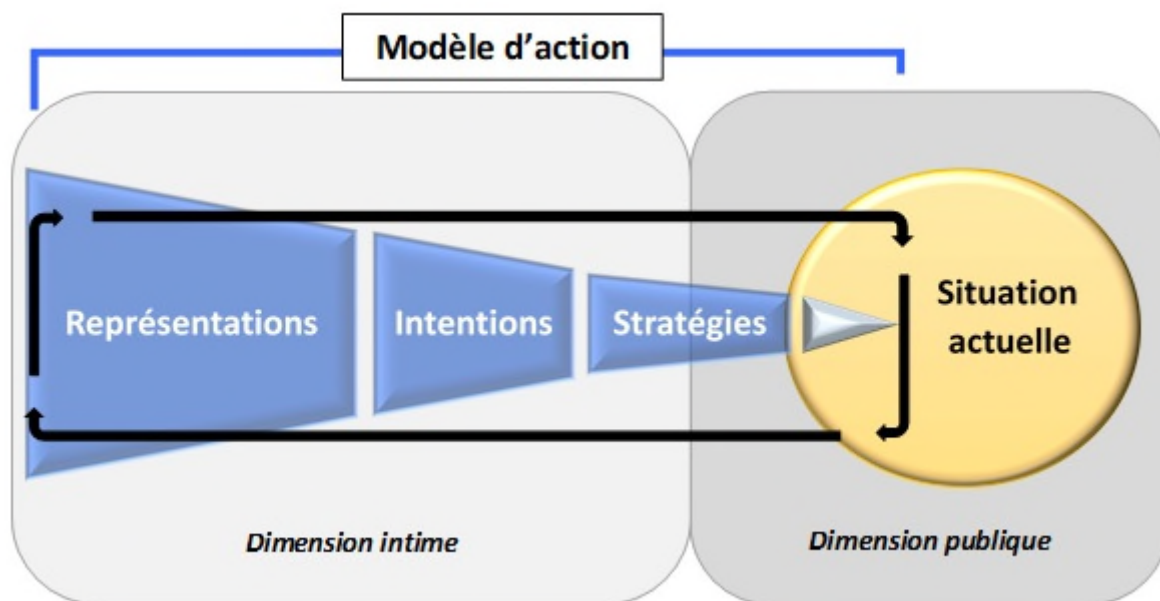 Modèle d'action
Représentations
Intentions
Stratégies
Situation
actuelle
Dimension intime
Dimension publique